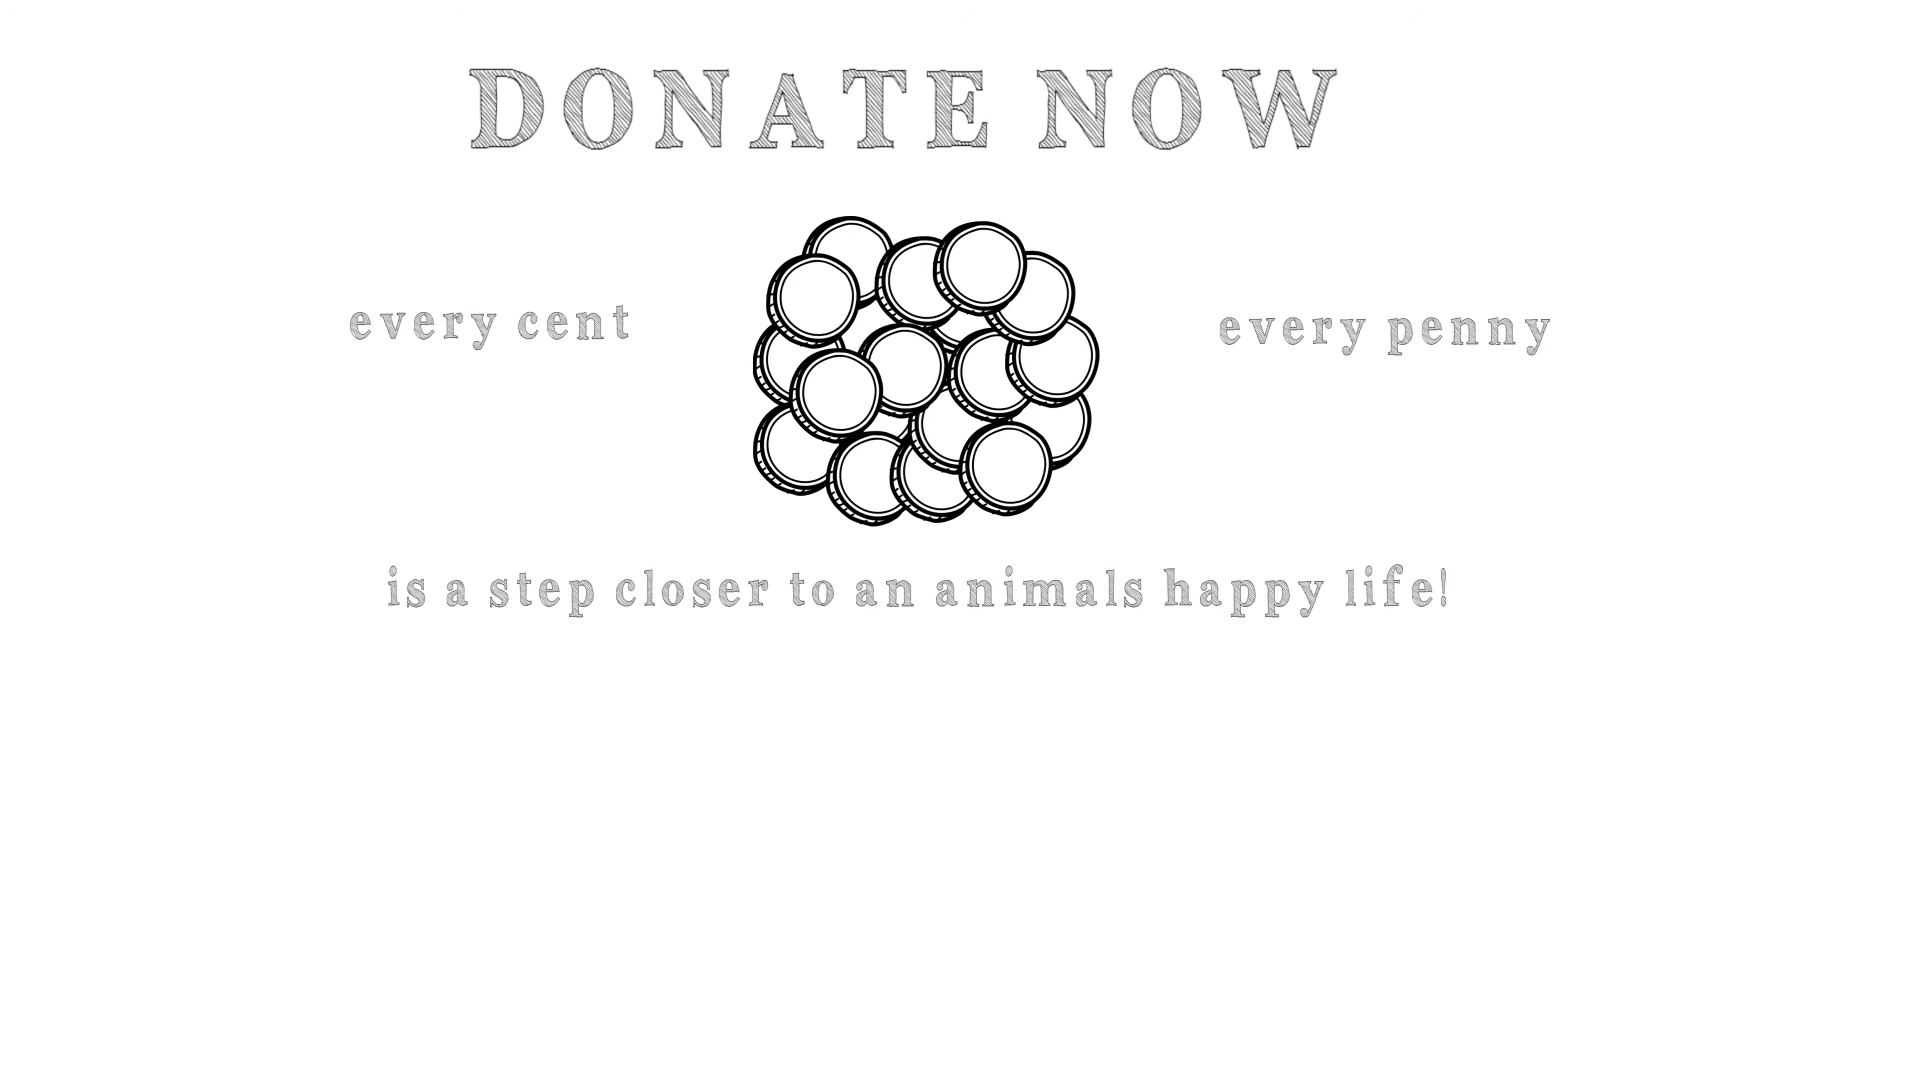 DONATE NOW
every cent
every penny
is a step closer to an animals happy life!